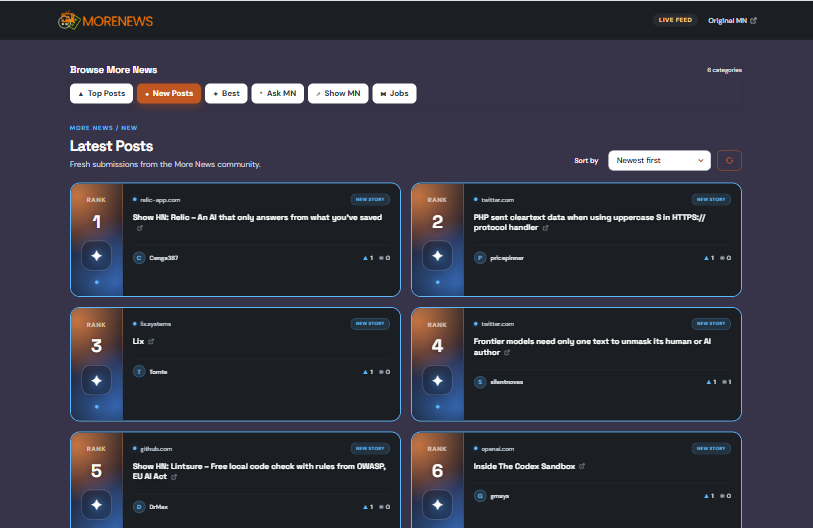 MORENEWS
LIVE FEED
Original MN
Browse More News
6 categories
Top Posts
New Posts
Best
Ask MN
Show MN
Jobs
MORE NEWS / NEW
Latest Posts
Fresh submissions from the More News community.
Sort by
Newest first
RANK
1
relic-app.com
NEW STORY
Show HN: Relic – An AI that only answers from what you've saved
C
Cenga387
▲ 1
0
RANK
2
twitter.com
NEW STORY
PHP sent cleartext data when using uppercase S in HTTPS://
protocol handler
P
pricepinner
▲ 1
0
RANK
3
lix.systems
NEW STORY
Lix
T
Tomte
▲ 1
0
RANK
4
twitter.com
NEW STORY
Frontier models need only one text to unmask its human or AI
author
S
silentnovas
▲ 1
1
RANK
5
github.com
NEW STORY
Show HN: Lintsure – Free local code check with rules from OWASP,
EU AI Act
D
DrMax
▲ 1
0
RANK
6
openai.com
NEW STORY
Inside The Codex Sandbox
G
gmays
▲ 1
0